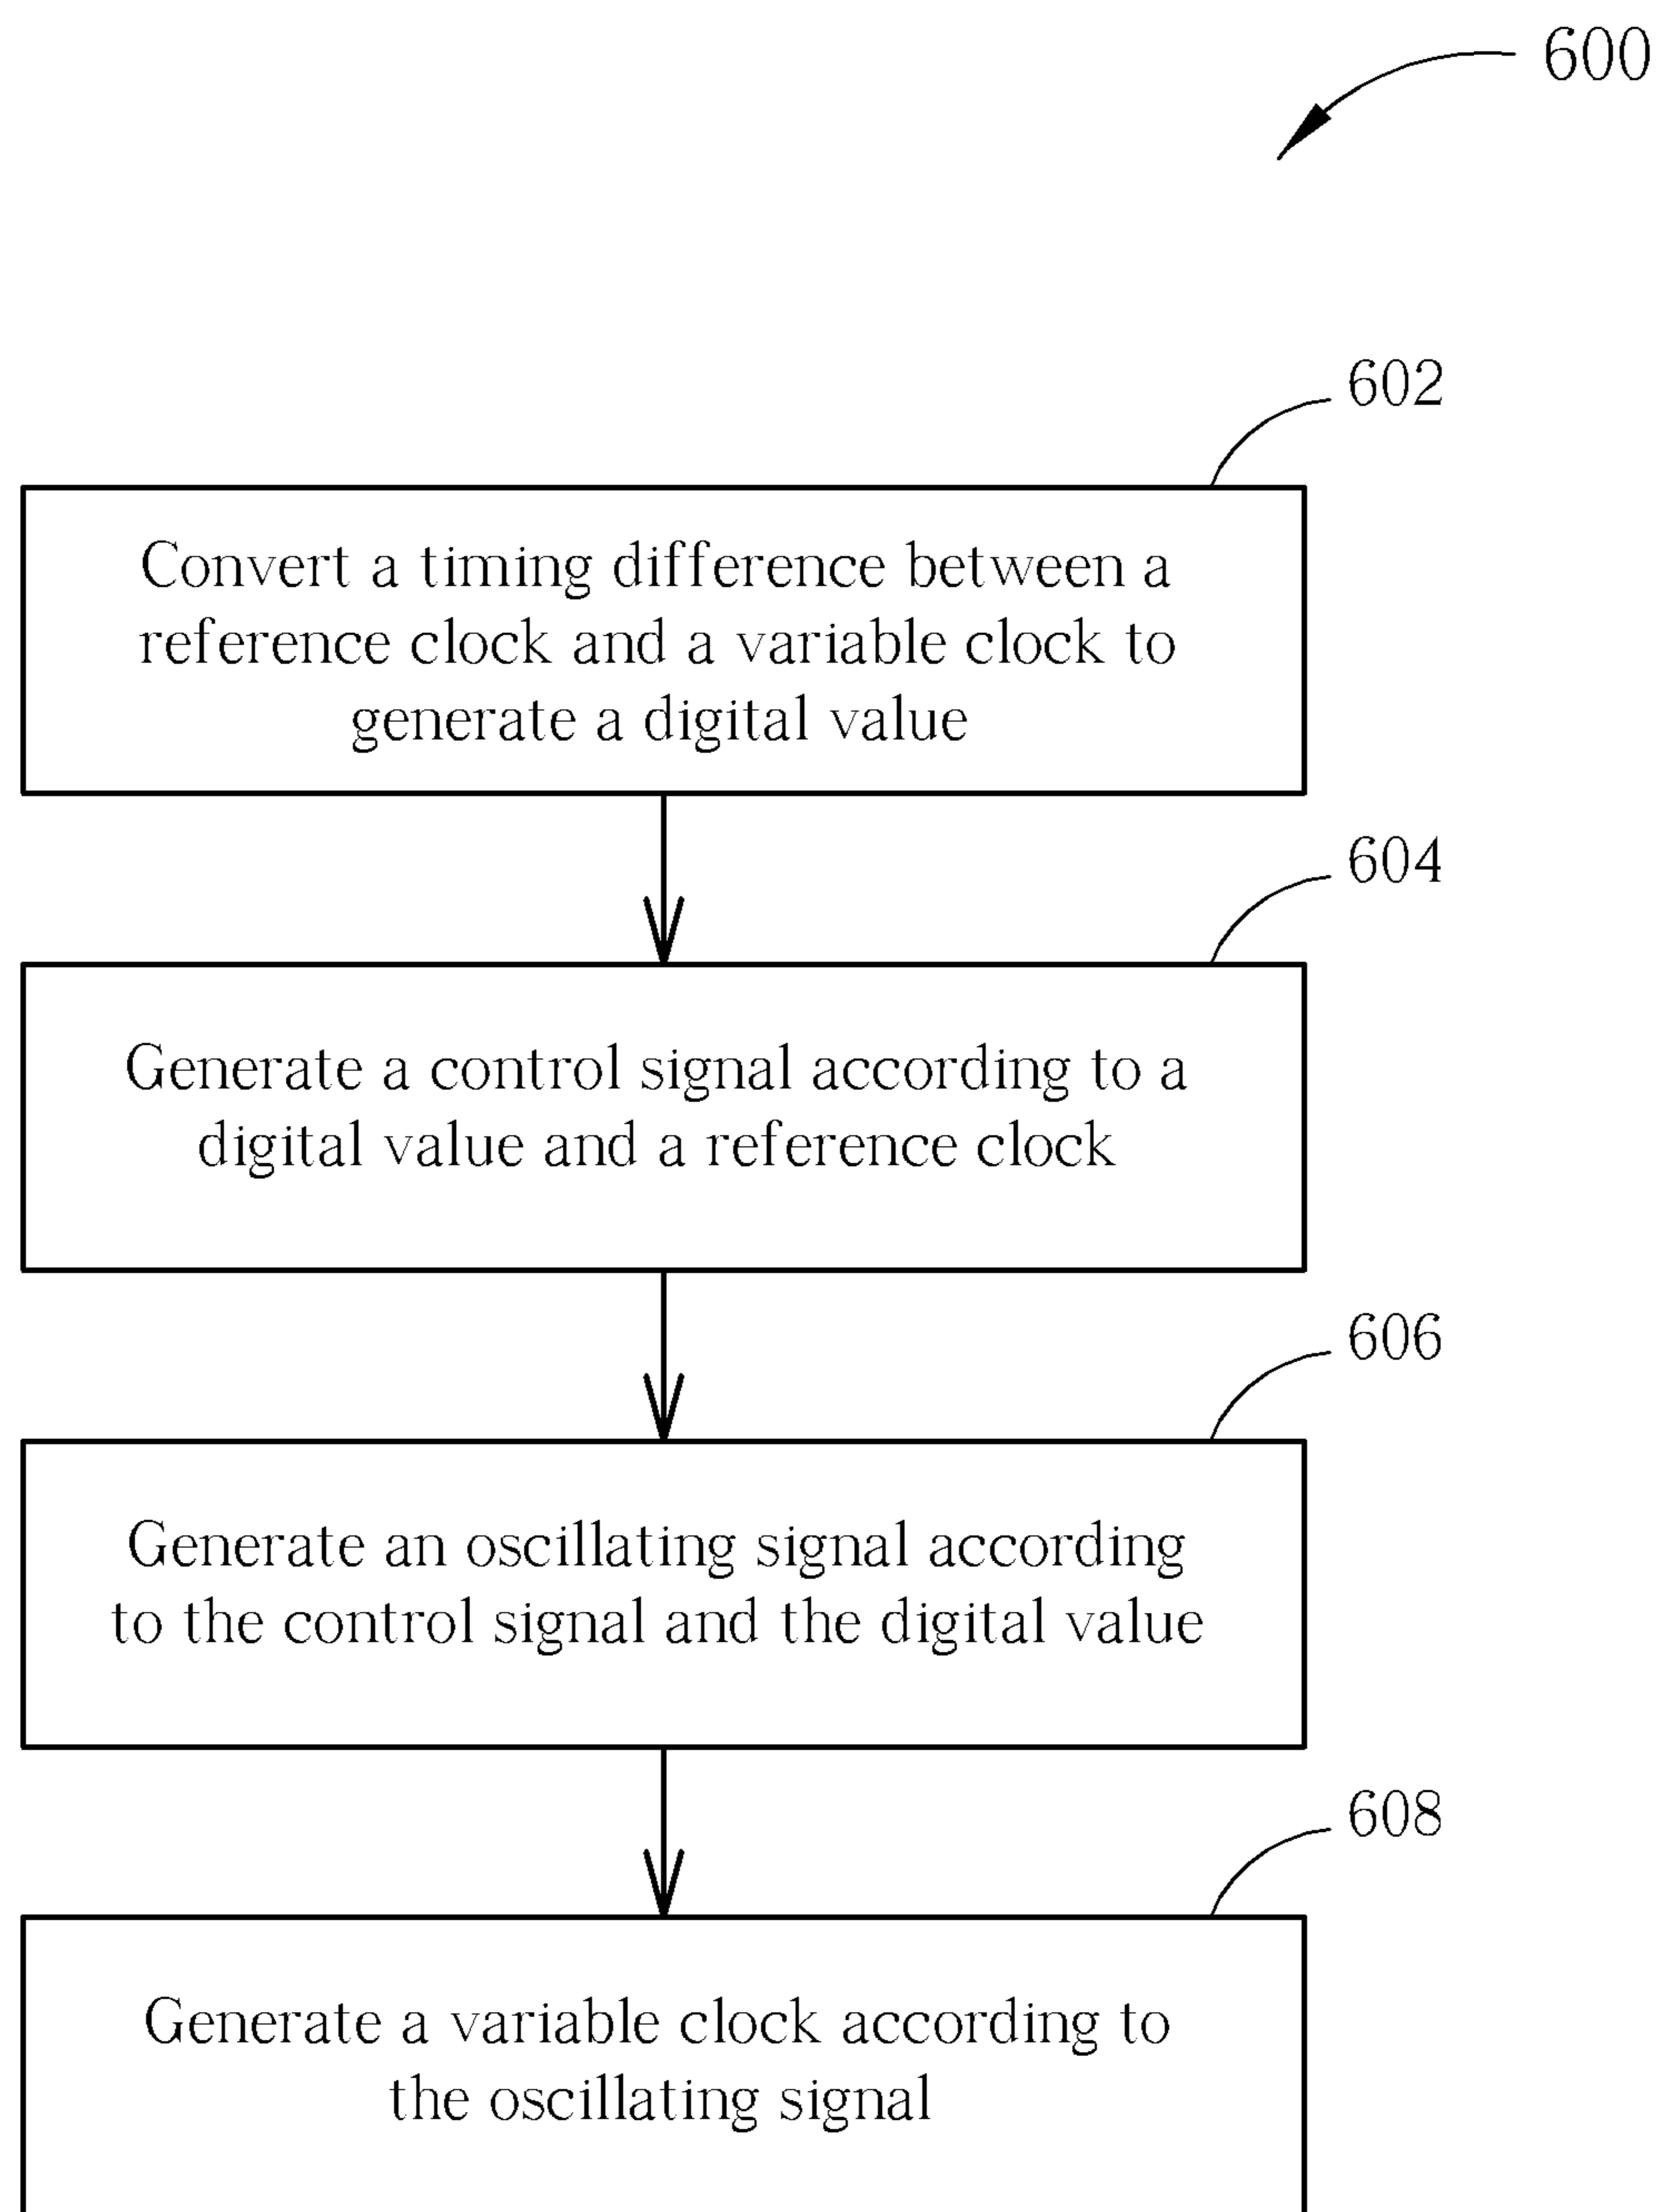 600
602
Convert a timing difference between a
reference clock and a variable clock to
generate a digital value
604
Generate a control signal according to a
digital value and a reference clock
606
Generate an oscillating signal according
to the control signal and the digital value
608
Generate a variable clock according to
the oscillating signal